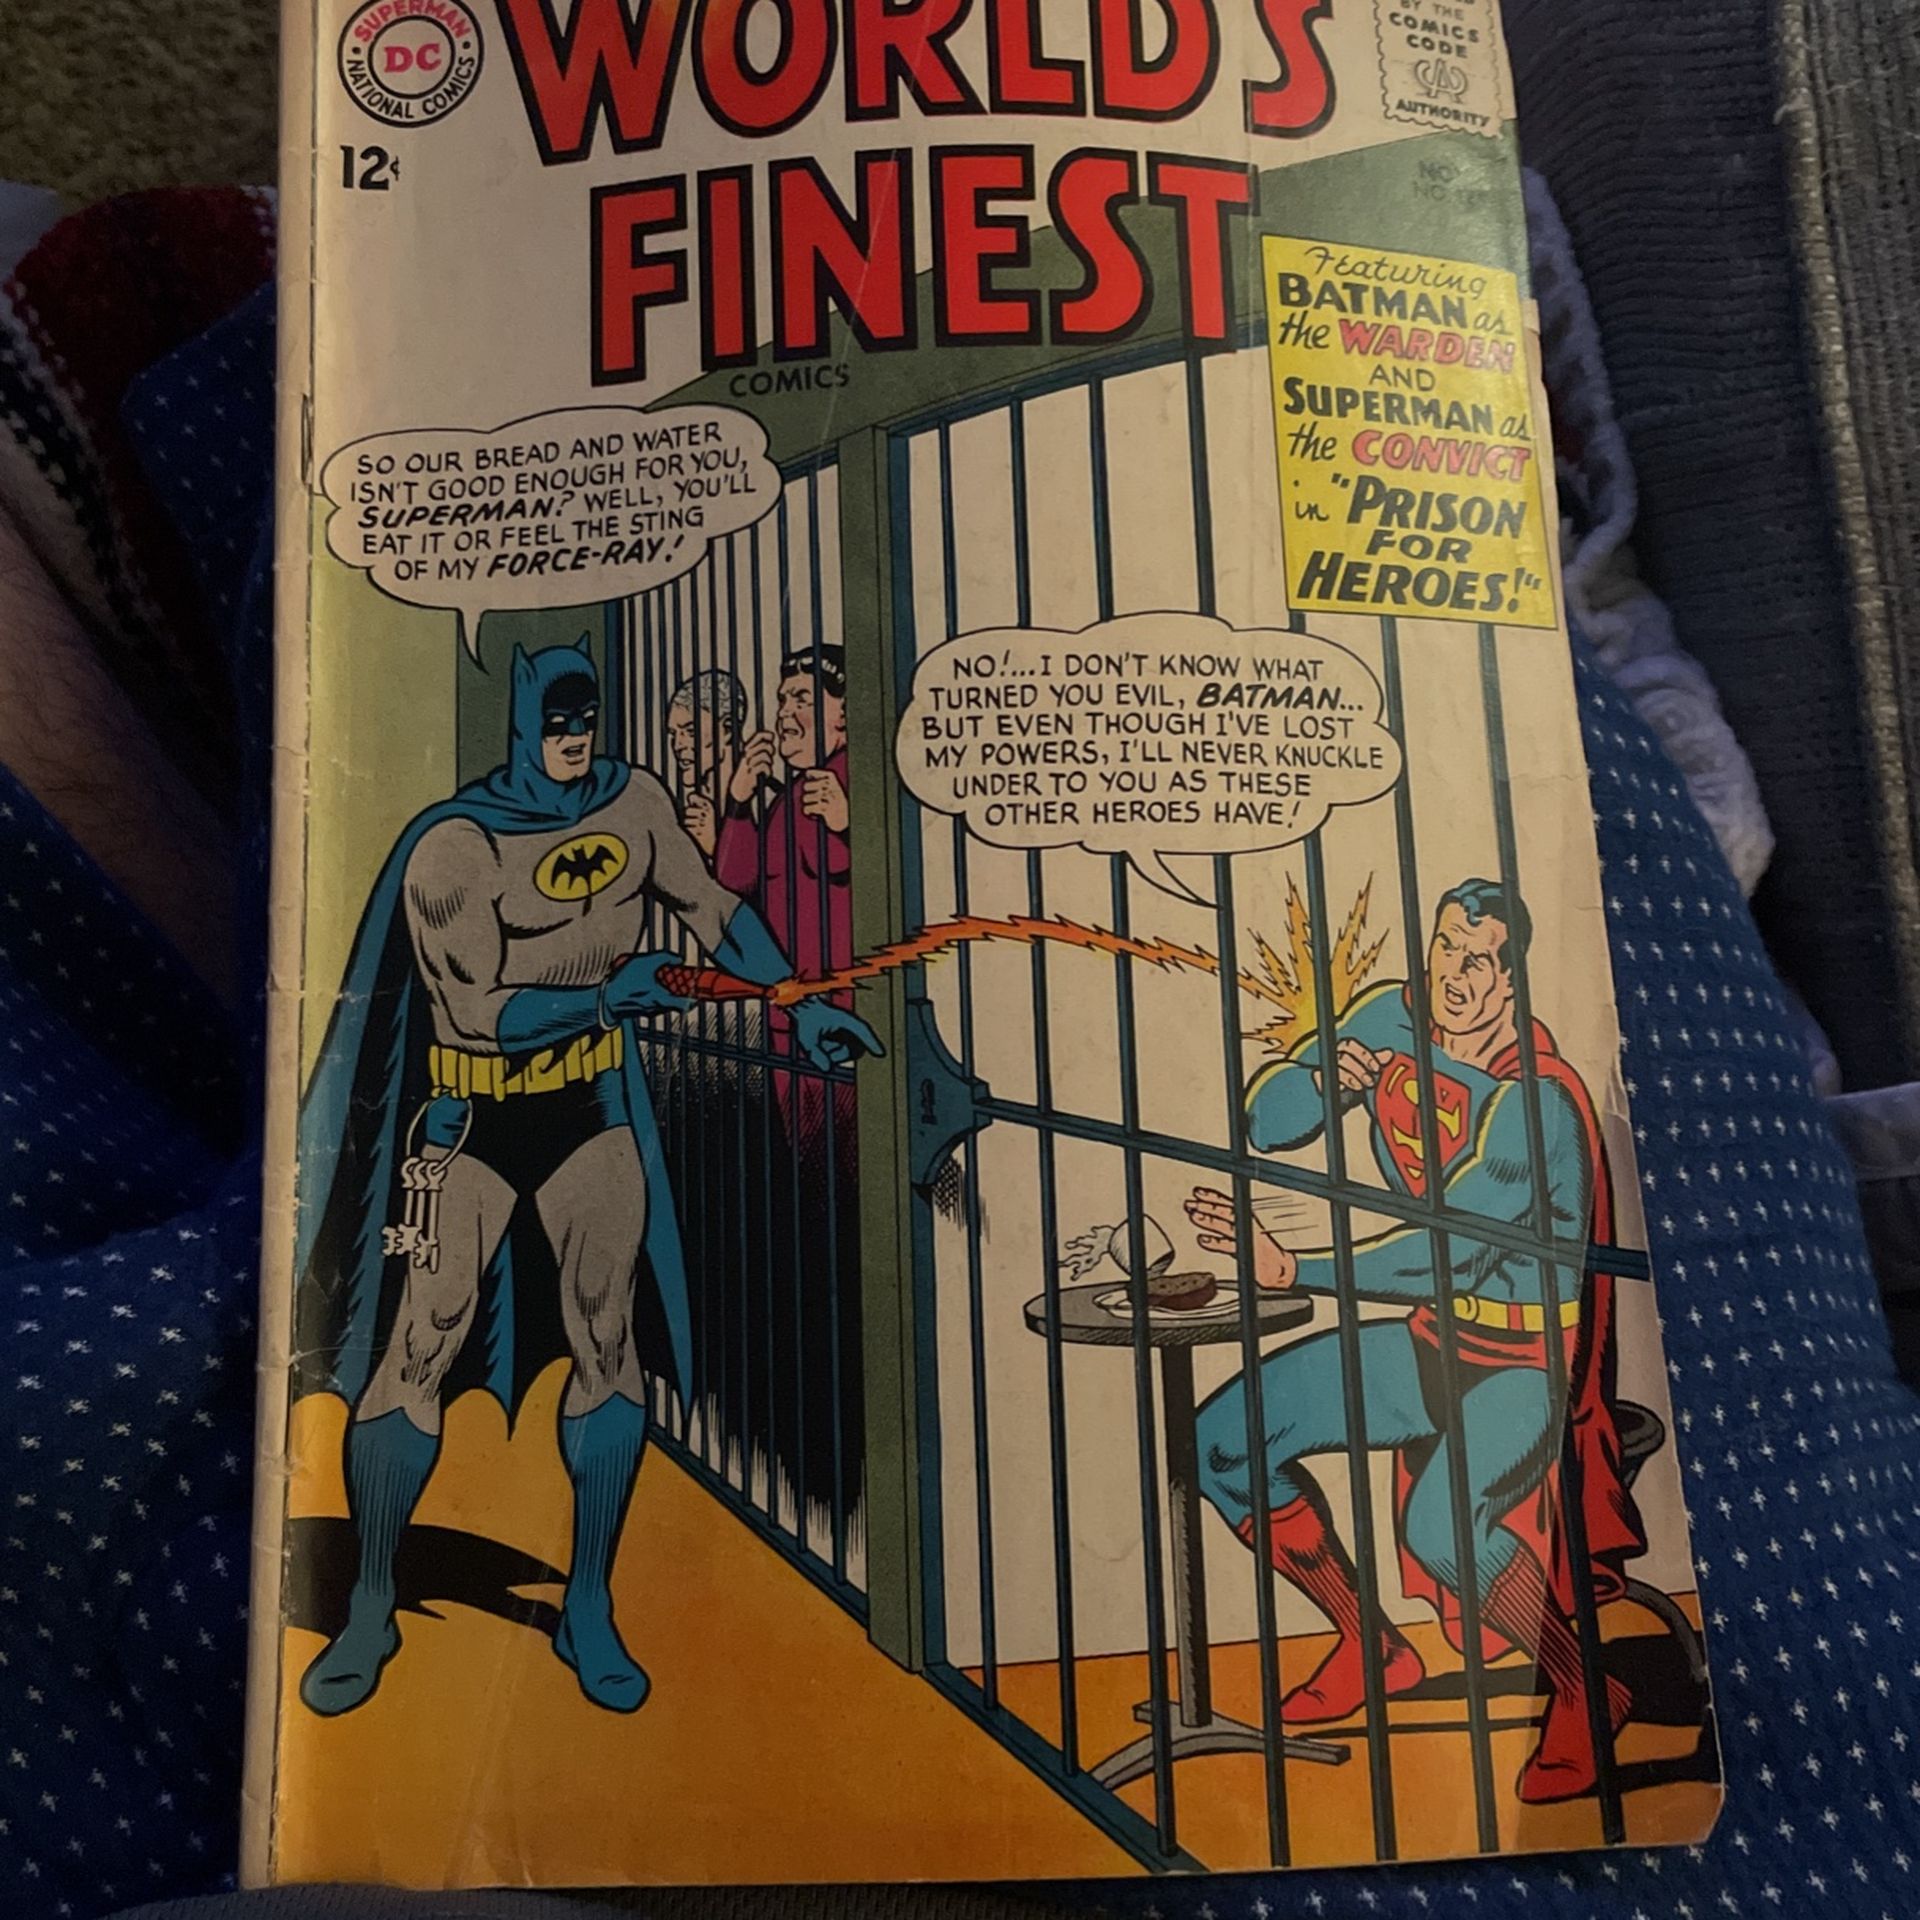 SUPERMAN
DC
NATIONAL COMICS
WORLD'S
FINEST
COMICS
12¢
BY THE
COMICS
CODE
CA
AUTHORITY
NO.
Featuring
BATMAN as
the WARDEN
AND
SUPERMAN as
the CONVICT
in "PRISON
FOR
HEROES!"
SO OUR BREAD AND WATER
ISN'T GOOD ENOUGH FOR YOU,
SUPERMAN? WELL, YOU'LL
EAT IT OR FEEL THE STING
OF MY FORCE-RAY!
NO!...I DON'T KNOW WHAT
TURNED YOU EVIL, BATMAN...
BUT EVEN THOUGH I'VE LOST
MY POWERS, I'LL NEVER KNUCKLE
UNDER TO YOU AS THESE
OTHER HEROES HAVE!
S